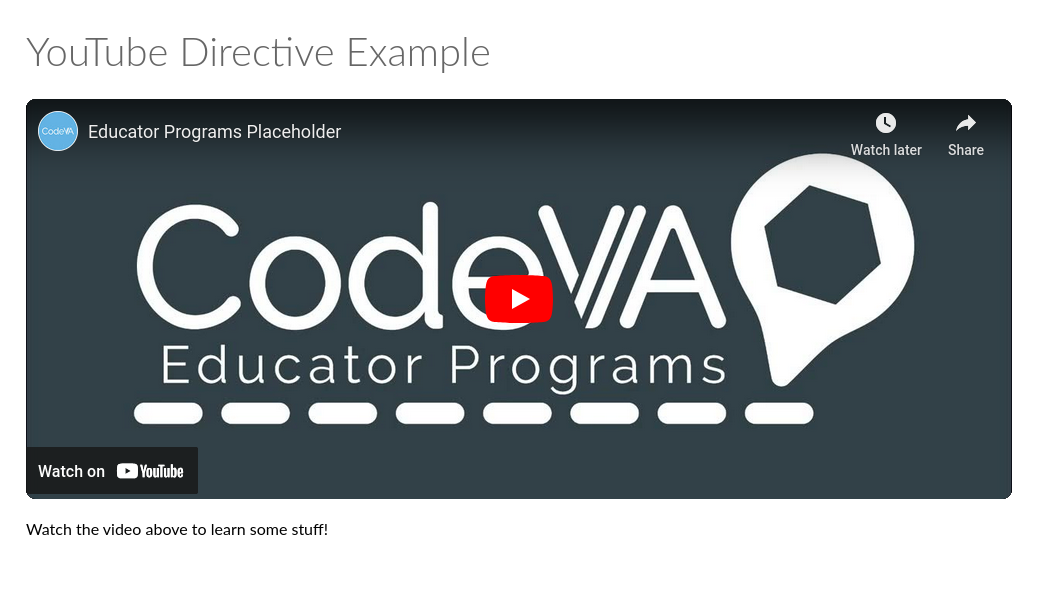 YouTube Directive Example
CodeVA
Educator Programs Placeholder
Watch later
Share
CodeVA
Educator Programs
Watch on YouTube
Watch the video above to learn some stuff!